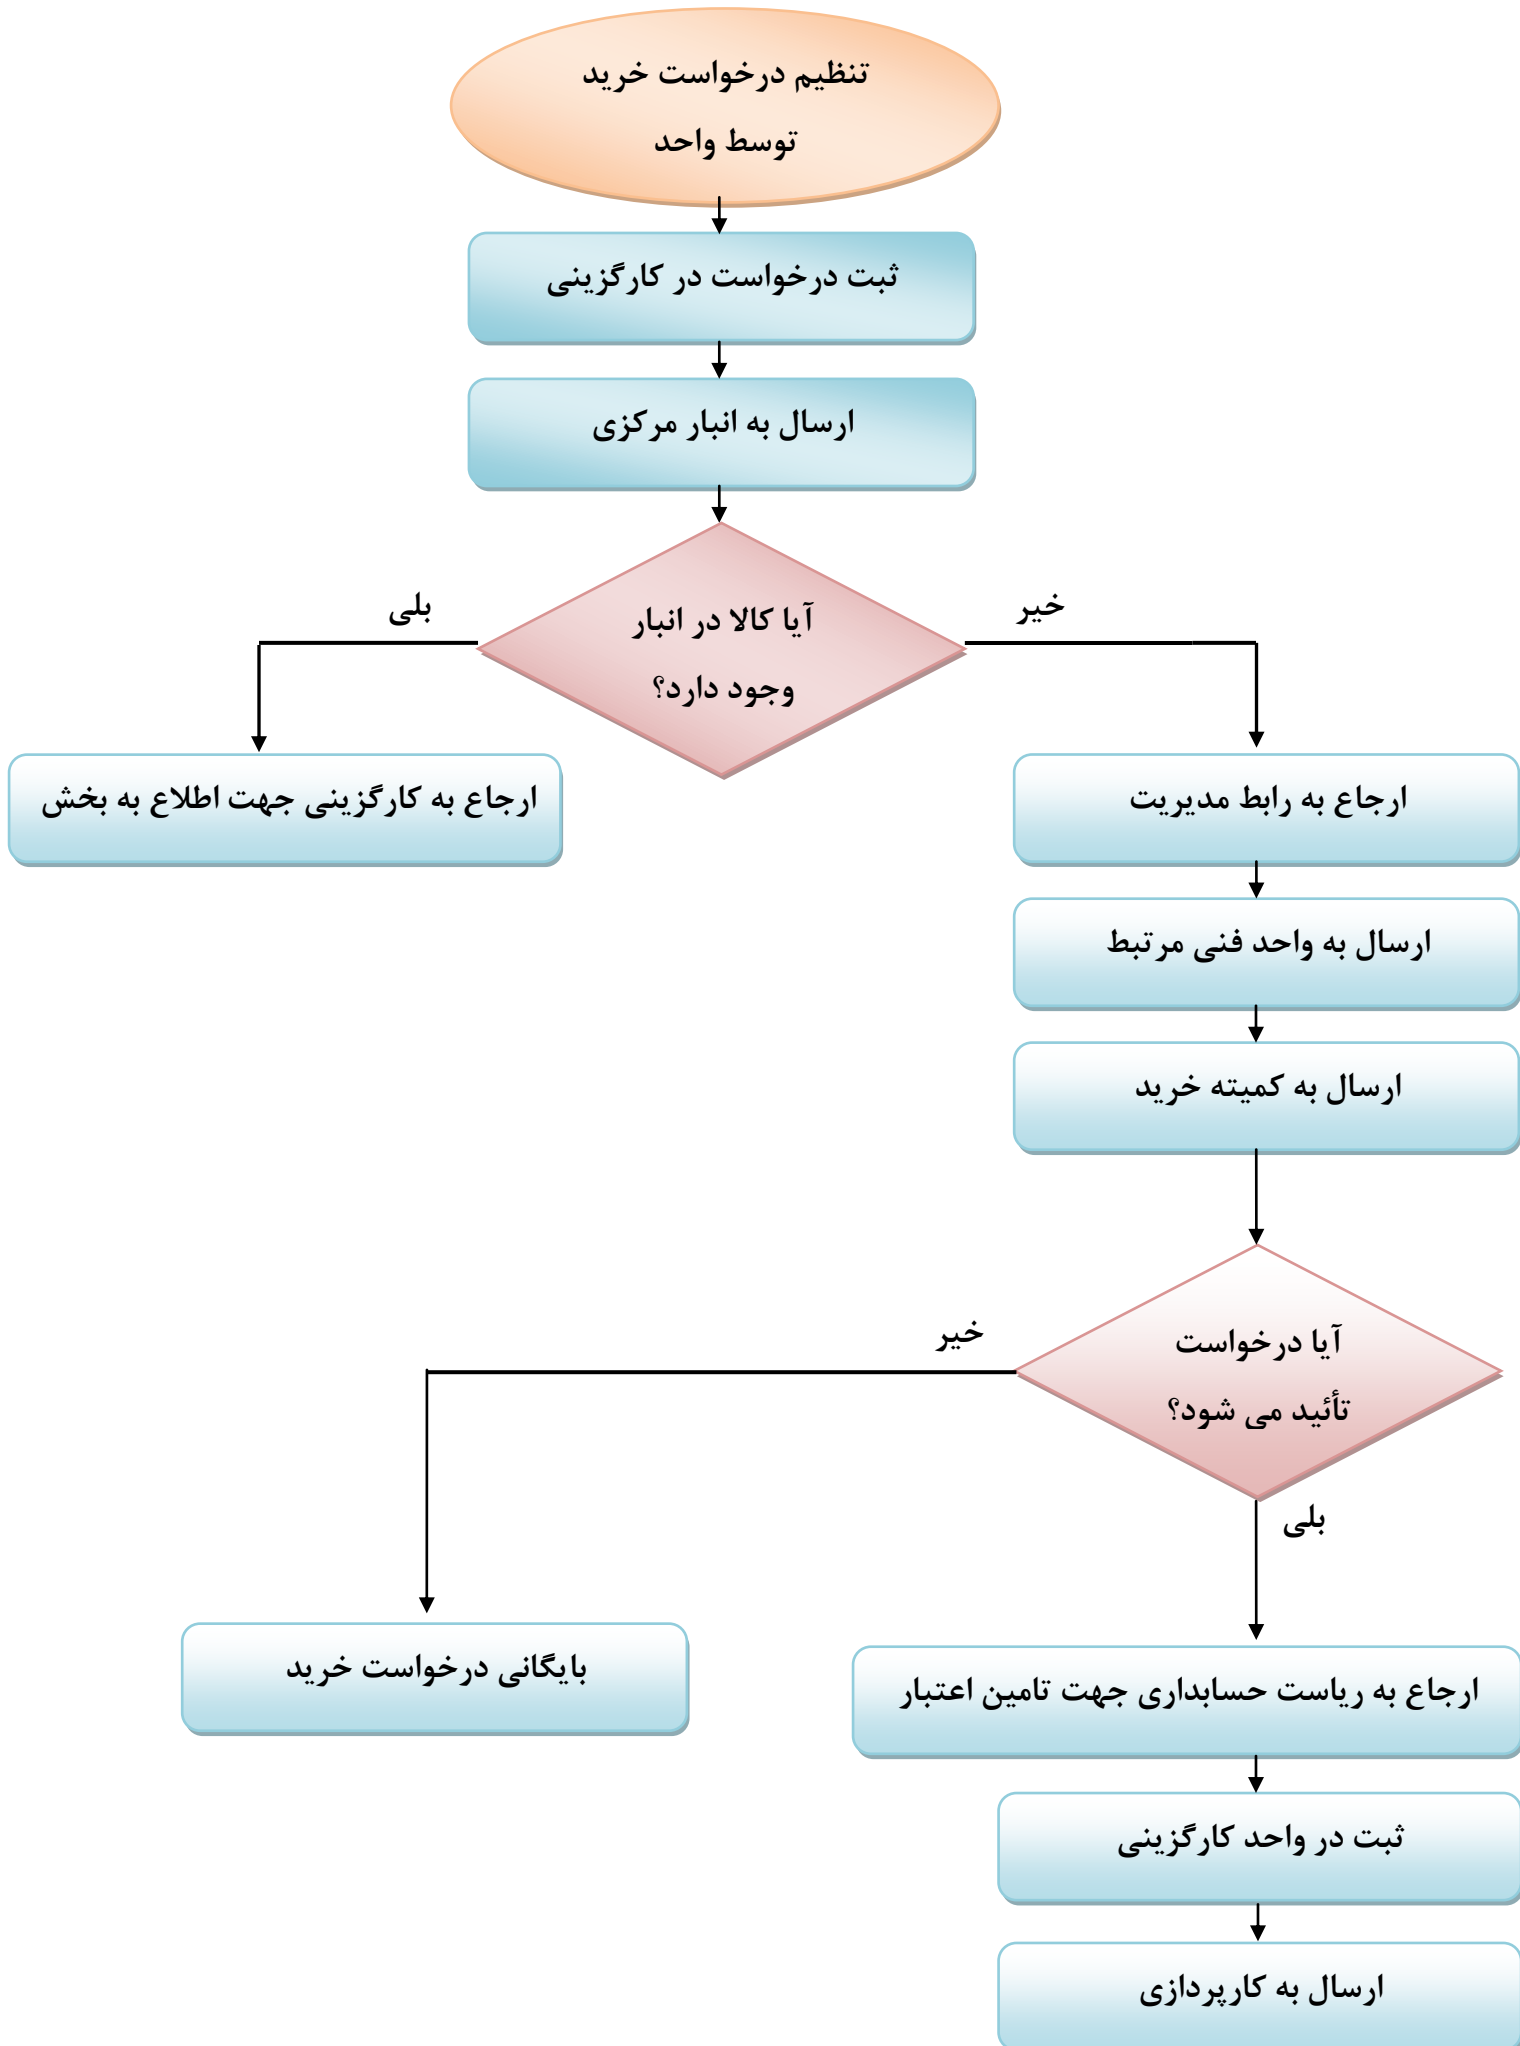 تنظیم درخواست خرید
توسط واحد
ثبت درخواست در کارگزینی
ارسال به انبار مرکزی
خیر
بلی
آیا کالا در انبار
وجود دارد؟
ارجاع به رابط مدیریت
ارجاع به کارگزینی جهت اطلاع به بخش
ارسال به واحد فنی مرتبط
ارسال به کمیته خرید
آیا درخواست
تأئید می شود؟
خیر
بلی
بایگانی درخواست خرید
ارجاع به ریاست حسابداری جهت تامین اعتبار
ثبت در واحد کارگزینی
ارسال به کارپردازی